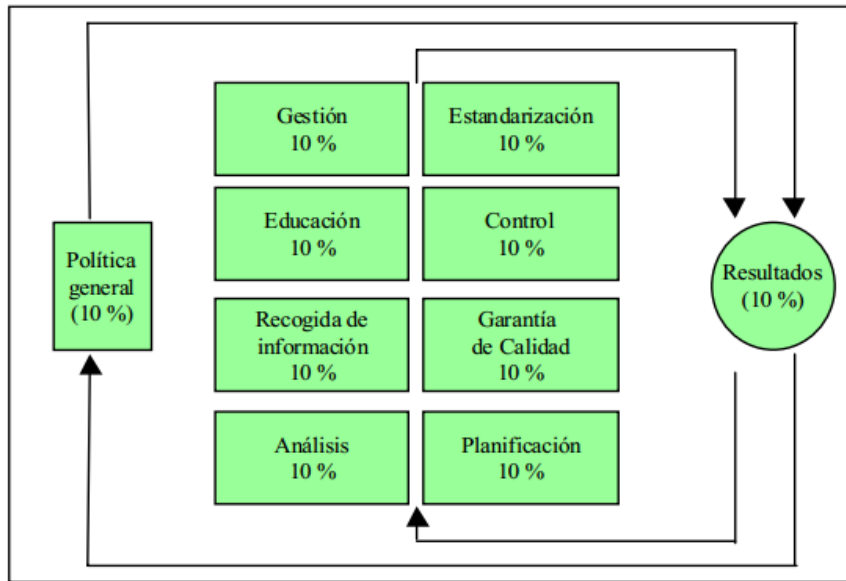 Gestión
10 %
Estandarización
10 %
Educación
10 %
Control
10 %
Política
general
(10 %)
Resultados
(10 %)
Recogida de
información
10 %
Garantía
de Calidad
10 %
Análisis
10 %
Planificación
10 %